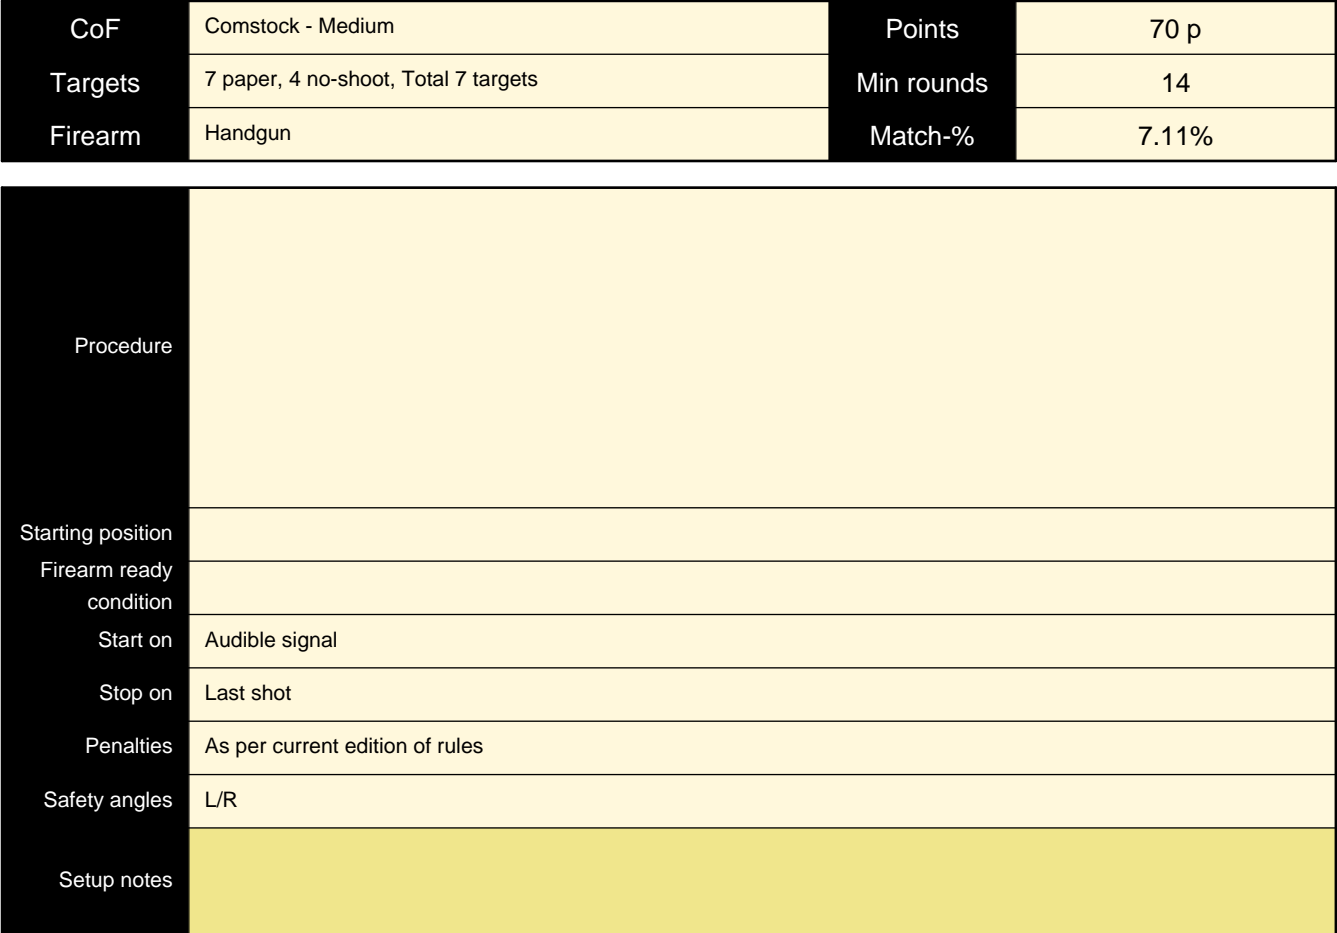 CoF Comstock - Medium Points 70 p
Targets 7 paper, 4 no-shoot, Total 7 targets Min rounds 14
Firearm Handgun Match-% 7.11%
Procedure
Starting position
Firearm ready
condition
Start on Audible signal
Stop on Last shot
Penalties As per current edition of rules
Safety angles L/R
Setup notes